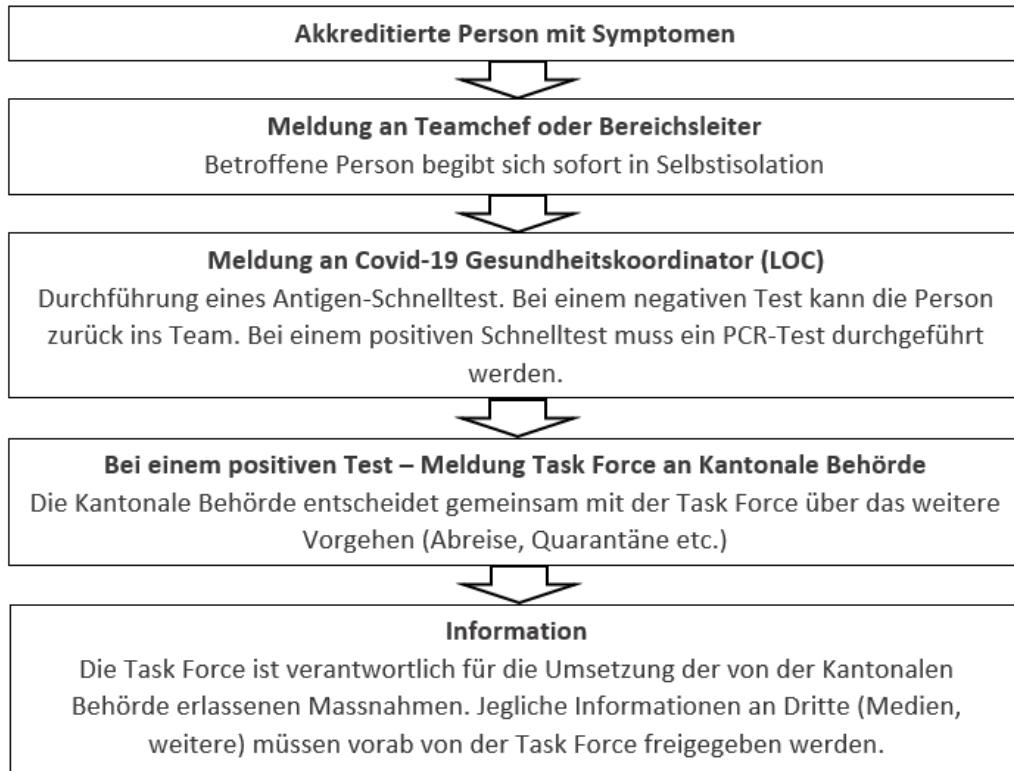 Akkreditierte Person mit Symptomen
Meldung an Teamchef oder Bereichsleiter
Betroffene Person begibt sich sofort in Selbstisolation
Meldung an Covid-19 Gesundheitskoordinator (LOC)
Durchführung eines Antigen-Schnelltest. Bei einem negativen Test kann die Person
zurück ins Team. Bei einem positiven Schnelltest muss ein PCR-Test durchgeführt
werden.
Bei einem positiven Test – Meldung Task Force an Kantonale Behörde
Die Kantonale Behörde entscheidet gemeinsam mit der Task Force über das weitere
Vorgehen (Abreise, Quarantäne etc.)
Information
Die Task Force ist verantwortlich für die Umsetzung der von der Kantonalen
Behörde erlassenen Massnahmen. Jegliche Informationen an Dritte (Medien,
weitere) müssen vorab von der Task Force freigegeben werden.